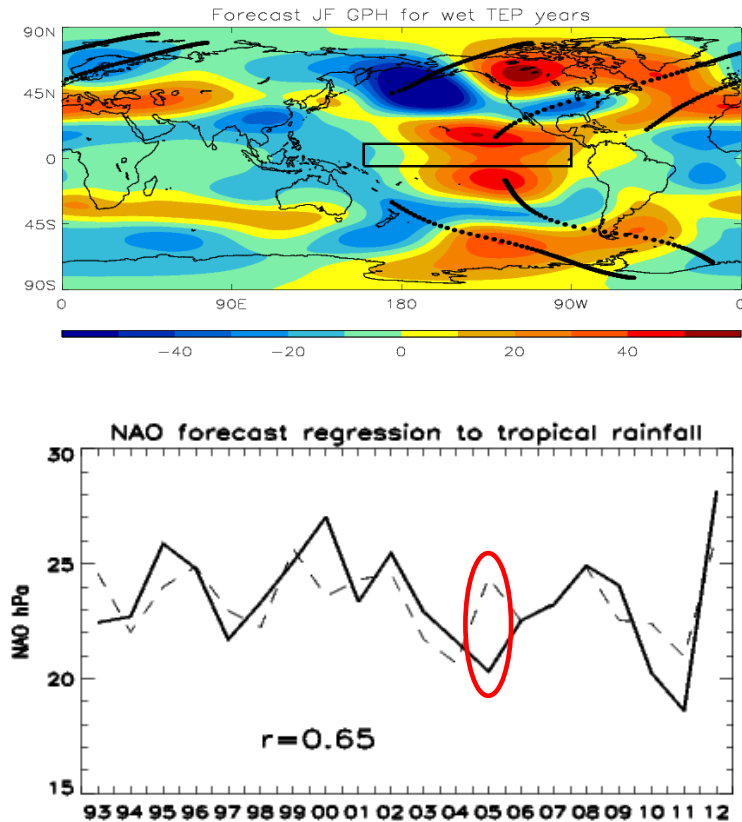 Forecast JF GPH for wet TEP years
90N
45N
0
45S
90S
0 90E 180 90W 0
−40 −20 0 20 40
NAO forecast regression to tropical rainfall
30
25
20
15
NAO hPa
r=0.65
93 94 95 96 97 98 99 00 01 02 03 04 05 06 07 08 09 10 11 12